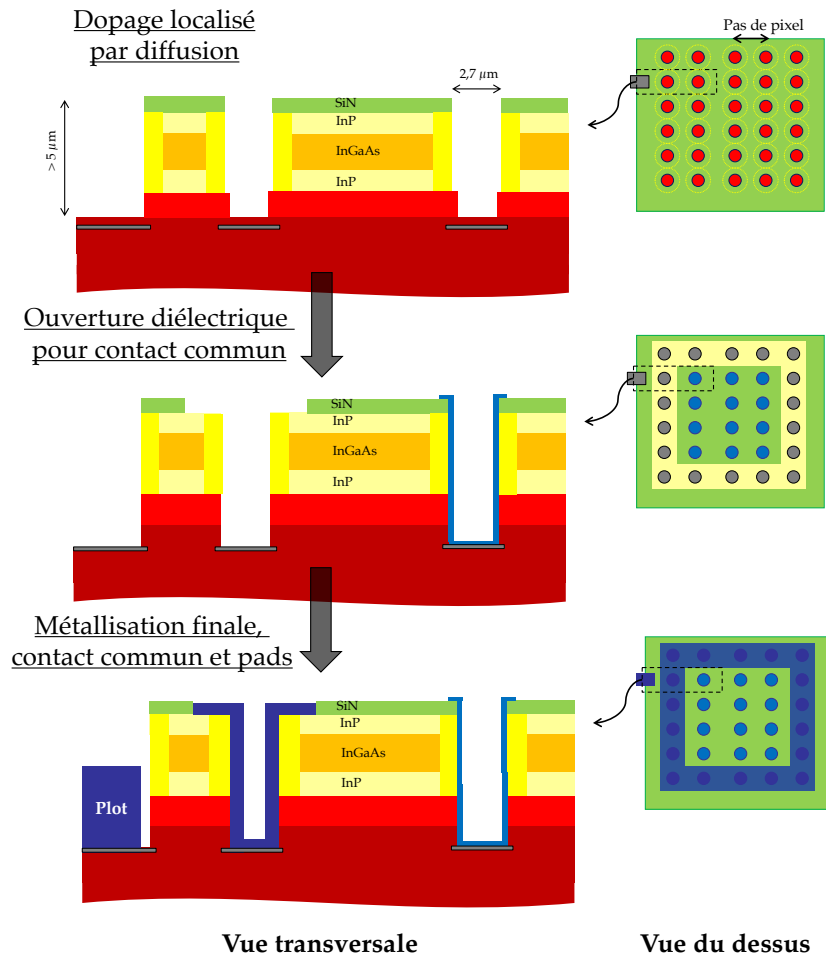 Dopage localisé
par diffusion
Pas de pixel
2,7 µm
> 5 µm
SiN
InP
InGaAs
InP
Ouverture diélectrique
pour contact commun
SiN
InP
InGaAs
InP
Métallisation finale,
contact commun et pads
SiN
InP
InGaAs
InP
Plot
Vue transversale
Vue du dessus